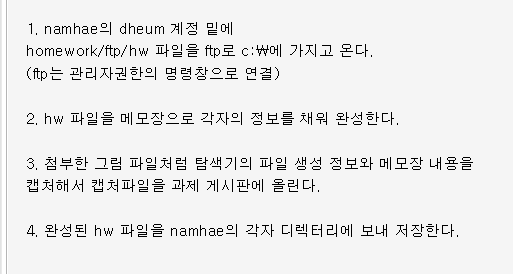 1. namhae의 dheum 계정 밑에
homework/ftp/hw 파일을 ftp로 c:₩에 가지고 온다.
(ftp는 관리자권한의 명령창으로 연결)
2. hw 파일을 메모장으로 각자의 정보를 채워 완성한다.
3. 첨부한 그림 파일처럼 탐색기의 파일 생성 정보와 메모장 내용을
캡처해서 캡처파일을 과제 게시판에 올린다.
4. 완성된 hw 파일을 namhae의 각자 디렉터리에 보내 저장한다.